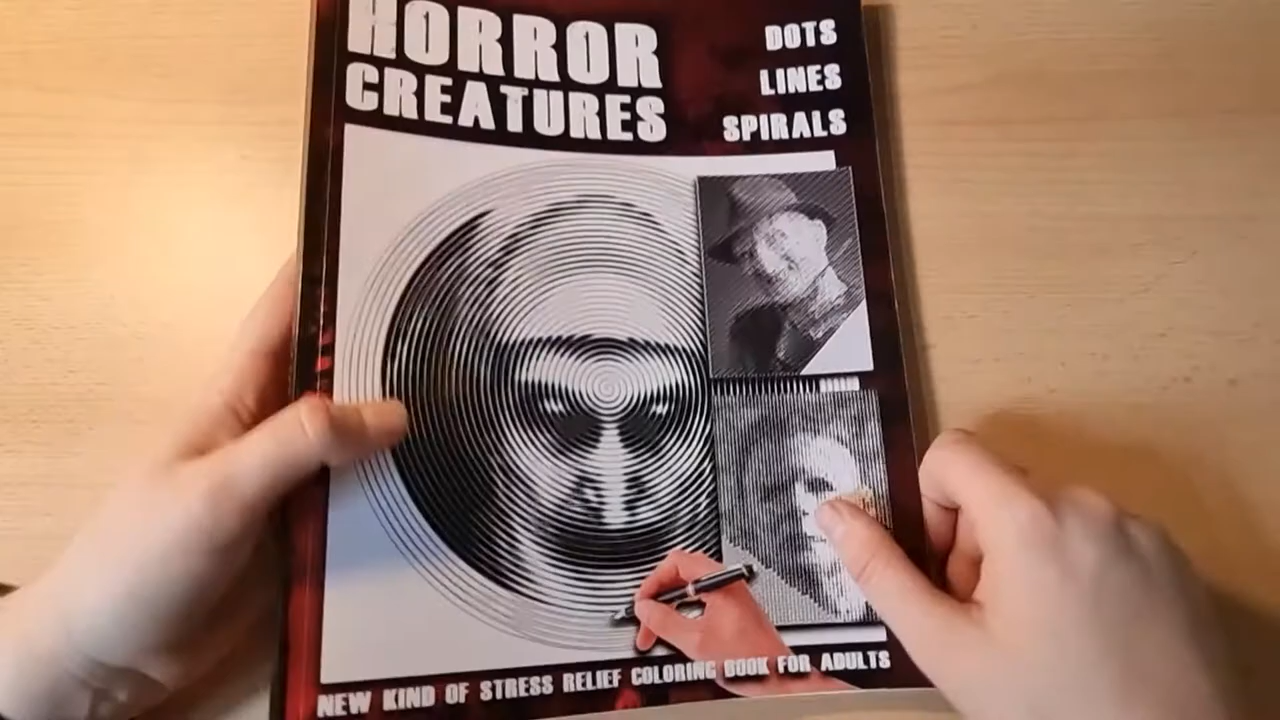 HORROR
CREATURES
DOTS
LINES
SPIRALS
NEW KIND OF STRESS RELIEF COLORING BOOK FOR ADULTS